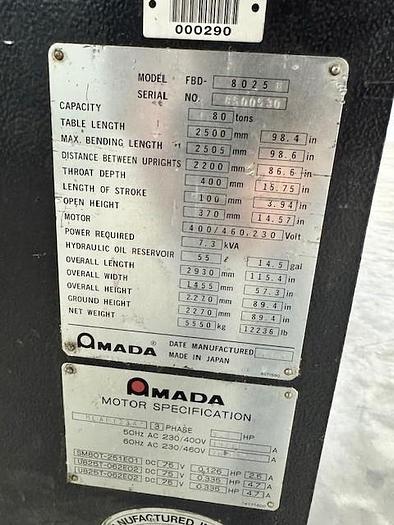 000290
MODEL FBD- 8025
SERIAL NO.
CAPACITY 80 tons
TABLE LENGTH 2500 mm 98.4 in
MAX. BENDING LENGTH 2505 mm 98.6 in
DISTANCE BETWEEN UPRIGHTS 2200 mm 86.6 in
THROAT DEPTH 400 mm 15.75 in
LENGTH OF STROKE 100 mm 3.94 in
OPEN HEIGHT 370 mm 14.57 in
MOTOR 400/460,230 Volt
POWER REQUIRED 7.3 kVA
HYDRAULIC OIL RESERVOIR 55 ℓ 14.5 gal
OVERALL LENGTH 2930 mm 115.4 in
OVERALL WIDTH 1455 mm 57.3 in
OVERALL HEIGHT 2270 mm 89.4 in
GROUND HEIGHT 2270 mm 89.4 in
NET WEIGHT 5550 kg 12236 lb
AMADA ® DATE MANUFACTURED
MADE IN JAPAN
AMADA
MOTOR SPECIFICATION
3 PHASE HP
50Hz AC 230/400 A
60Hz AC 230/460 A
SM80T-251E01 DC 75 V 0.126 HP 2.6 A
U825T-062E02 DC 75 V 0.336 HP 4.7 A
U825T-062E02 DC 75 V 0.336 HP 4.7 A